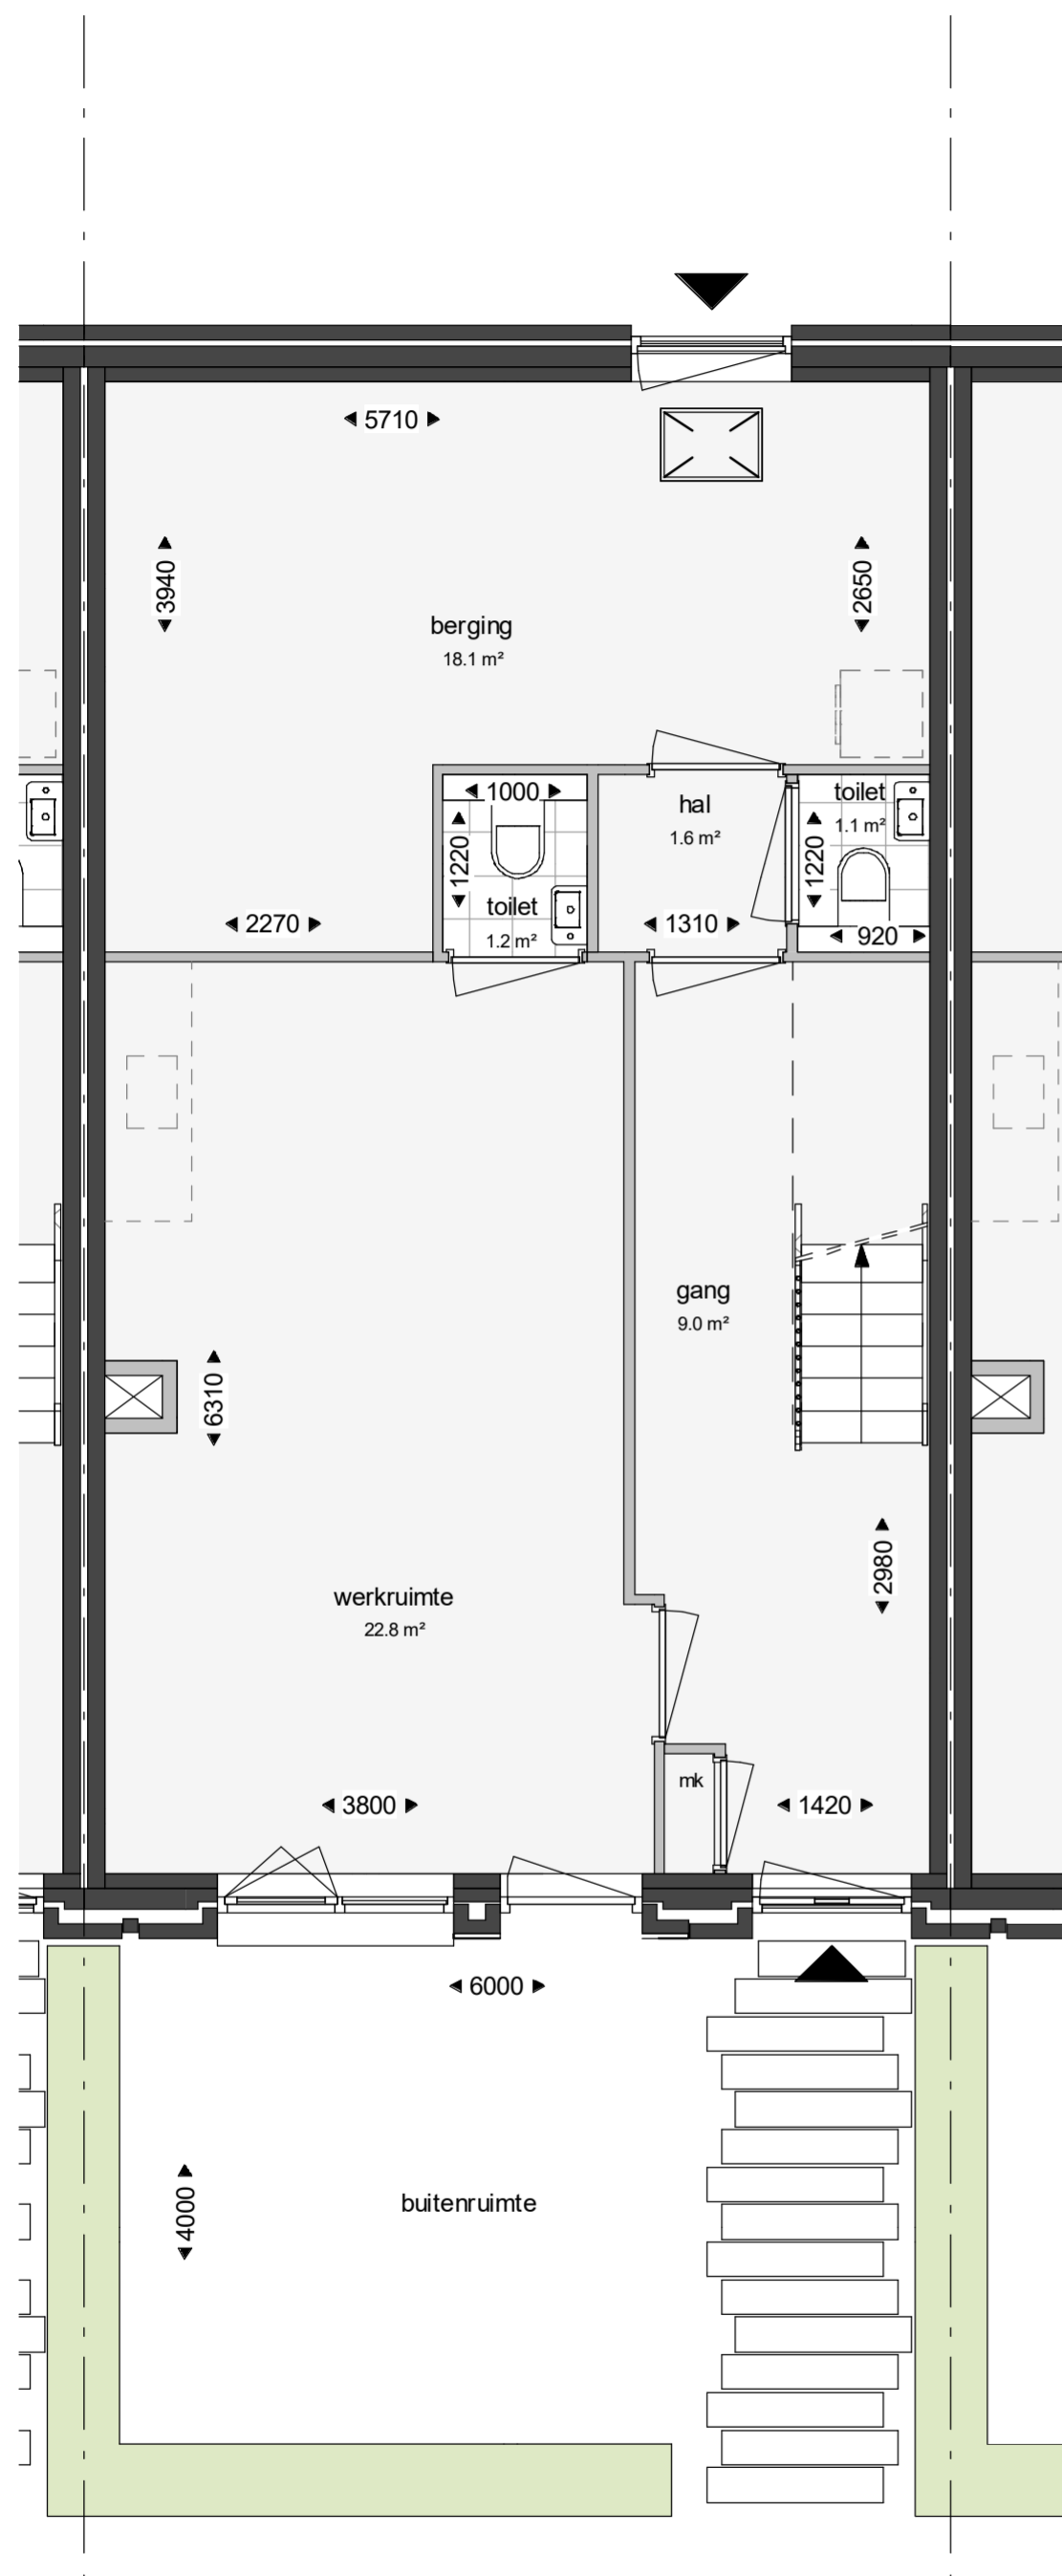 5710
3940
2650
berging
18.1 m²
1000
1220
toilet
1.2 m²
hal
1.6 m²
toilet
1.1 m²
1220
2270
1310
920
gang
9.0 m²
6310
2980
werkruimte
22.8 m²
mk
3800
1420
6000
4000
buitenruimte